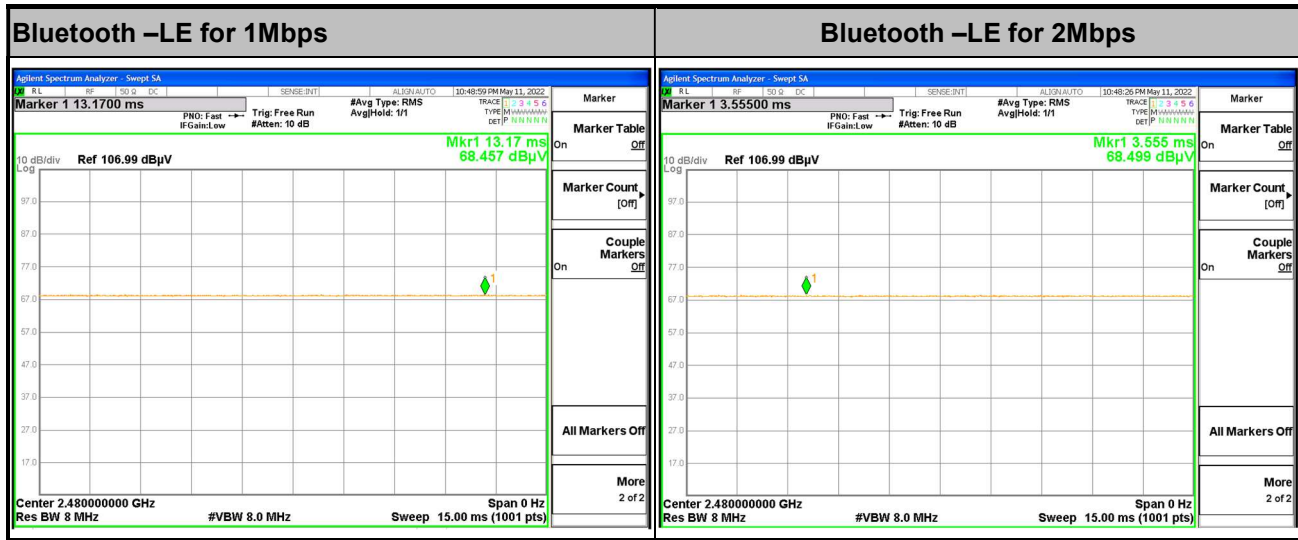 Bluetooth –LE for 1Mbps
Agilent Spectrum Analyzer - Swept SA
LXI RL RF 50 Ω DC SENSE:INT ALIGNAUTO 10:48:59 PM May 11, 2022
Marker 1 13.1700 ms
PNO: Fast
IFGain:Low
Trig: Free Run
#Atten: 10 dB
#Avg Type: RMS
Avg|Hold: 1/1
TRACE 1 2 3 4 5 6
TYPE M
DET P N N N N N
Mkr1 13.17 ms
68.457 dBµV
10 dB/div Ref 106.99 dBµV
Log
97.0
87.0
77.0
67.0
57.0
47.0
37.0
27.0
17.0
1
Center 2.480000000 GHz Span 0 Hz
Res BW 8 MHz #VBW 8.0 MHz Sweep 15.00 ms (1001 pts)
Marker
Marker Table
On Off
Marker Count
[Off]
Couple
Markers
On Off
All Markers Off
More
2 of 2
Bluetooth –LE for 2Mbps
Agilent Spectrum Analyzer - Swept SA
LXI RL RF 50 Ω DC SENSE:INT ALIGNAUTO 10:48:26 PM May 11, 2022
Marker 1 3.55500 ms
PNO: Fast
IFGain:Low
Trig: Free Run
#Atten: 10 dB
#Avg Type: RMS
Avg|Hold: 1/1
TRACE 1 2 3 4 5 6
TYPE M
DET P N N N N N
Mkr1 3.555 ms
68.499 dBµV
10 dB/div Ref 106.99 dBµV
Log
97.0
87.0
77.0
67.0
57.0
47.0
37.0
27.0
17.0
1
Center 2.480000000 GHz Span 0 Hz
Res BW 8 MHz #VBW 8.0 MHz Sweep 15.00 ms (1001 pts)
Marker
Marker Table
On Off
Marker Count
[Off]
Couple
Markers
On Off
All Markers Off
More
2 of 2